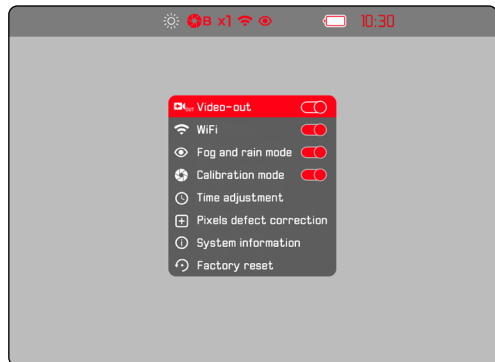 B x1 10:30
OUT Video-out
WiFi
Fog and rain mode
Calibration mode
Time adjustment
Pixels defect correction
System information
Factory reset